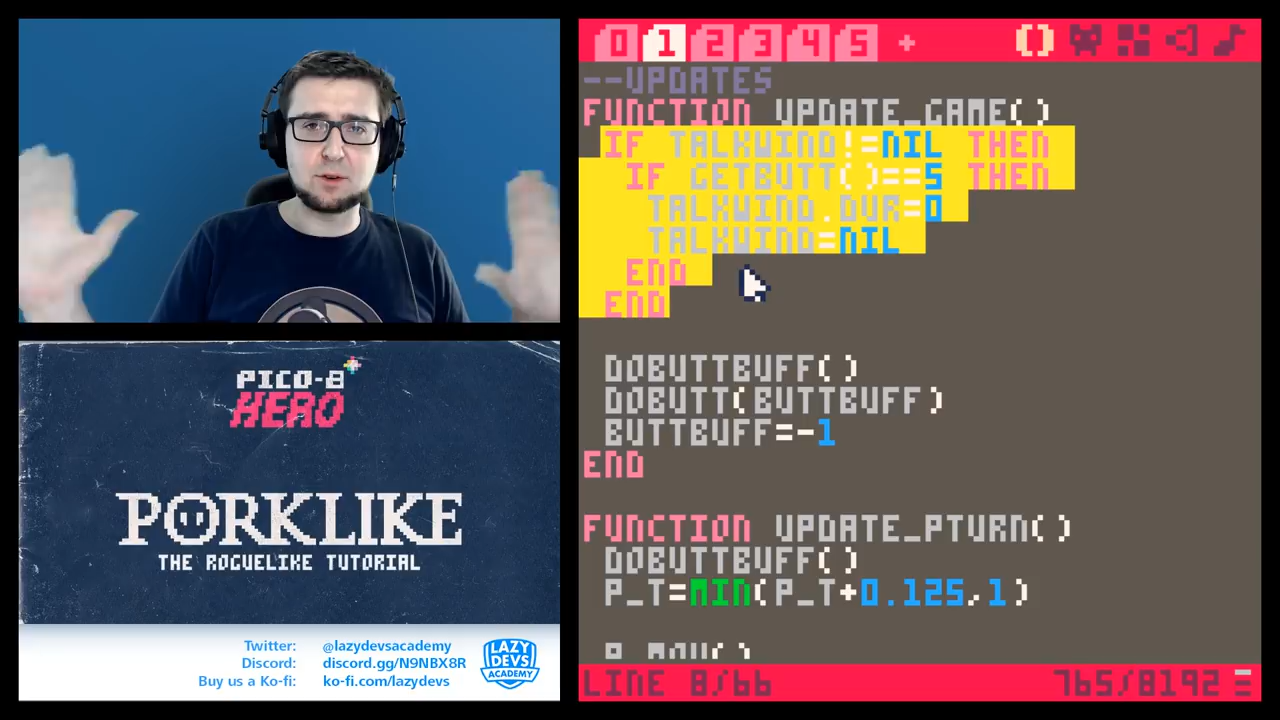 PICO-8
HERO
PORKLIKE
THE ROGUELIKE TUTORIAL
Twitter: @lazydevsacademy
Discord: discord.gg/N9NBX8R
Buy us a Ko-fi: ko-fi.com/lazydevs
LAZY
DEVS
ACADEMY
0 1 2 3 4 5 +
--UPDATES
FUNCTION UPDATE_GAME()
IF TALKWIND!=NIL THEN
IF GETBUTT()==5 THEN
TALKWIND.DUR=0
TALKWIND=NIL
END
END
DOBUTTBUFF()
DOBUTT(BUTTBUFF)
BUTTBUFF=-1
END
FUNCTION UPDATE_PTURN()
DOBUTTBUFF()
P_T=MIN(P_T+0.125,1)
LINE 8/66
765/8192